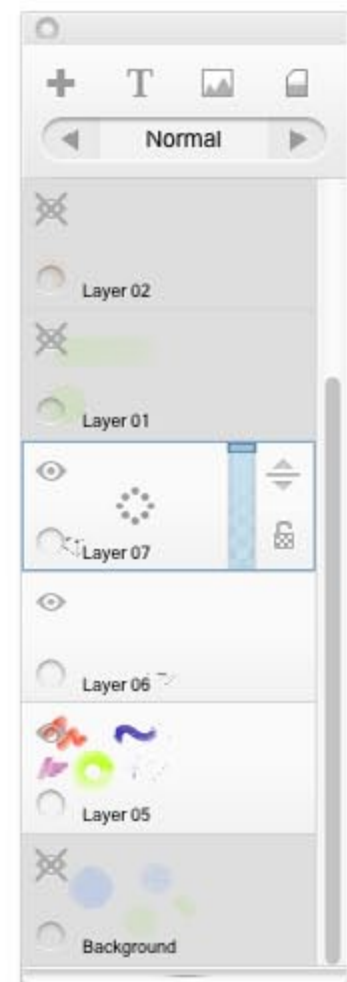 T
Normal
Layer 02
Layer 01
Layer 07
Layer 06
Layer 05
Background